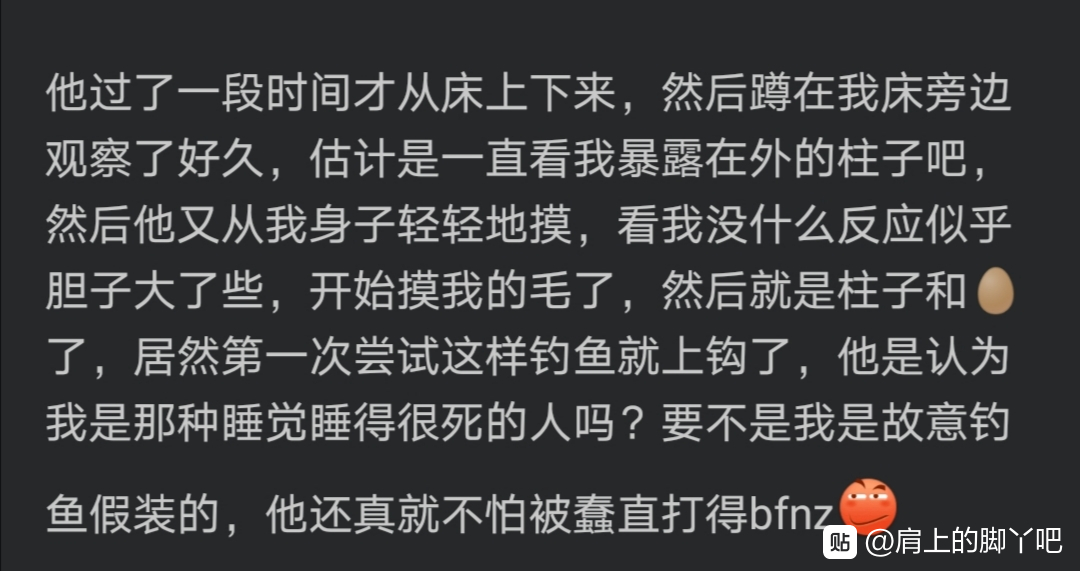 他过了一段时间才从床上下来，然后蹲在我床旁边
观察了好久，估计是一直看我暴露在外的柱子吧，
然后他又从我身子轻轻地摸，看我没什么反应似乎
胆子大了些，开始摸我的毛了，然后就是柱子和🥚
了，居然第一次尝试这样钓鱼就上钩了，他是认为
我是那种睡觉睡得很死的人吗？要不是我是故意钓
鱼假装的，他还真就不怕被蠢直打得bfnz
贴 @肩上的脚丫吧